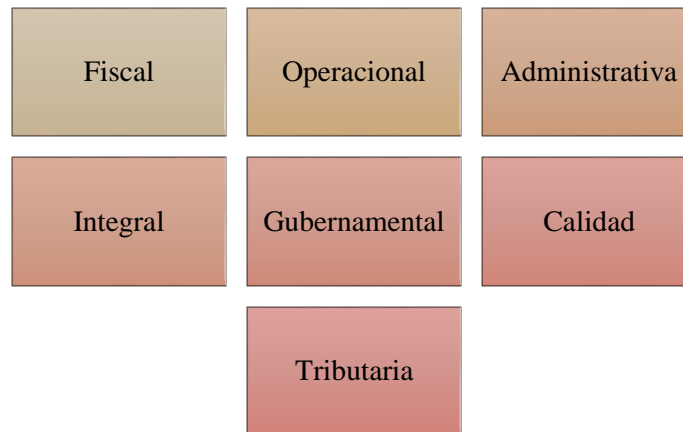 Fiscal
Operacional
Administrativa
Integral
Gubernamental
Calidad
Tributaria